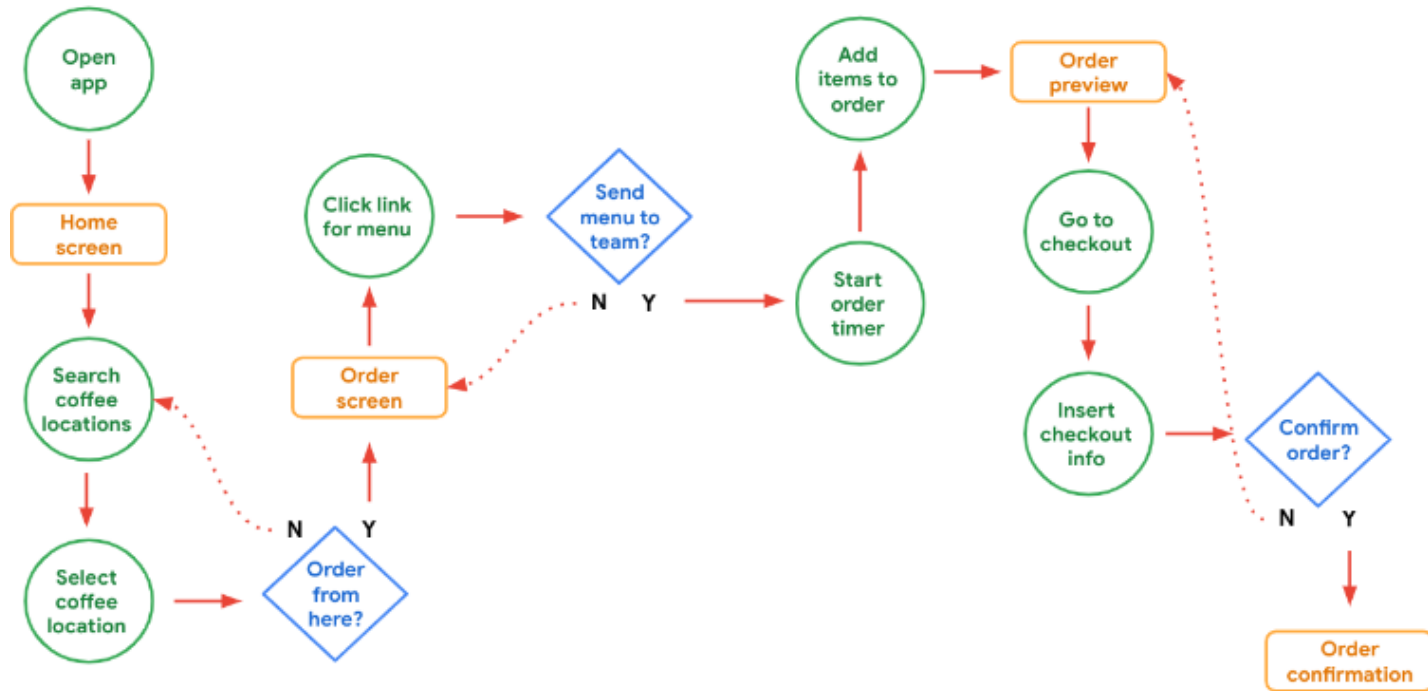 Open
app
Home
screen
Search
coffee
locations
Select
coffee
location
Order
from
here?
N
Y
Order
screen
Click link
for menu
Send
menu to
team?
N
Y
Start
order
timer
Add
items to
order
Order
preview
Go to
checkout
Insert
checkout
info
Confirm
order?
N
Y
Order
confirmation